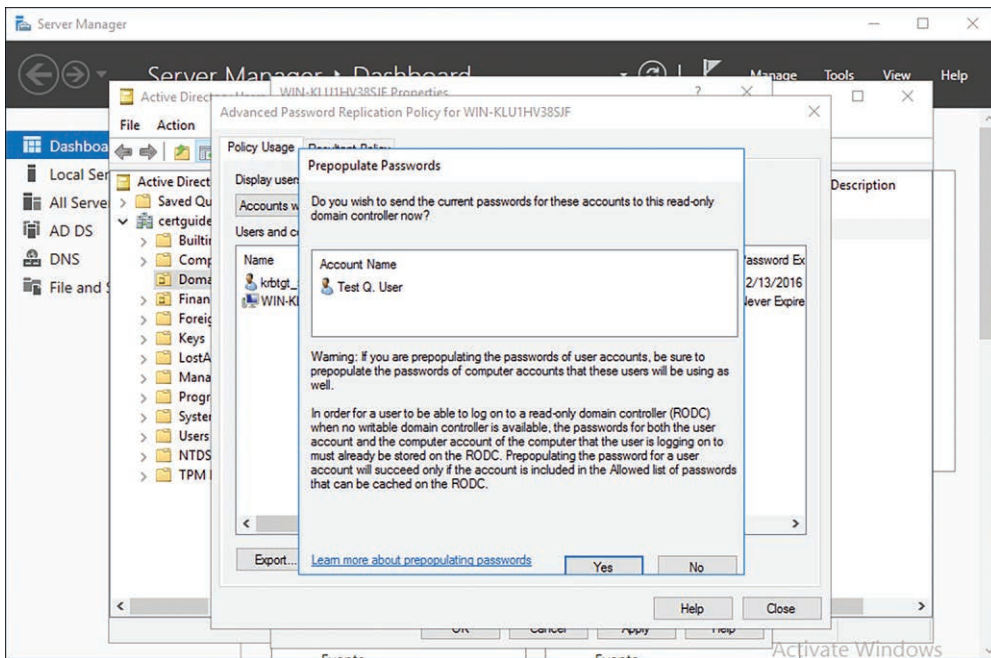 Server Manager
Server Manager • Dashboard
Manage Tools View Help
WIN-KLU1HV38SJF Properties
Active Directory Users
File Action
Advanced Password Replication Policy for WIN-KLU1HV38SJF
Policy Usage Resultant Policy
Dashboa
Local Ser
All Serve
AD DS
DNS
File and S
Active Direct
Saved Qu
certguide
Builtin
Comp
Doma
Finan
Foreig
Keys
LostA
Mana
Progr
Syster
Users
NTDS
TPM
Display user
Accounts w
Users and co
Name
krbtgt_
WIN-KL
Password Ex
2/13/2016
Never Expire
Description
Prepopulate Passwords
Do you wish to send the current passwords for these accounts to this read-only
domain controller now?
Account Name
Test Q. User
Warning: If you are prepopulating the passwords of user accounts, be sure to
prepopulate the passwords of computer accounts that these users will be using as
well.
In order for a user to be able to log on to a read-only domain controller (RODC)
when no writable domain controller is available, the passwords for both the user
account and the computer account of the computer that the user is logging on to
must already be stored on the RODC. Prepopulating the password for a user
account will succeed only if the account is included in the Allowed list of passwords
that can be cached on the RODC.
Learn more about prepopulating passwords
Yes No
Export...
Help Close
OK Cancel Apply Help
Events Events
Activate Windows